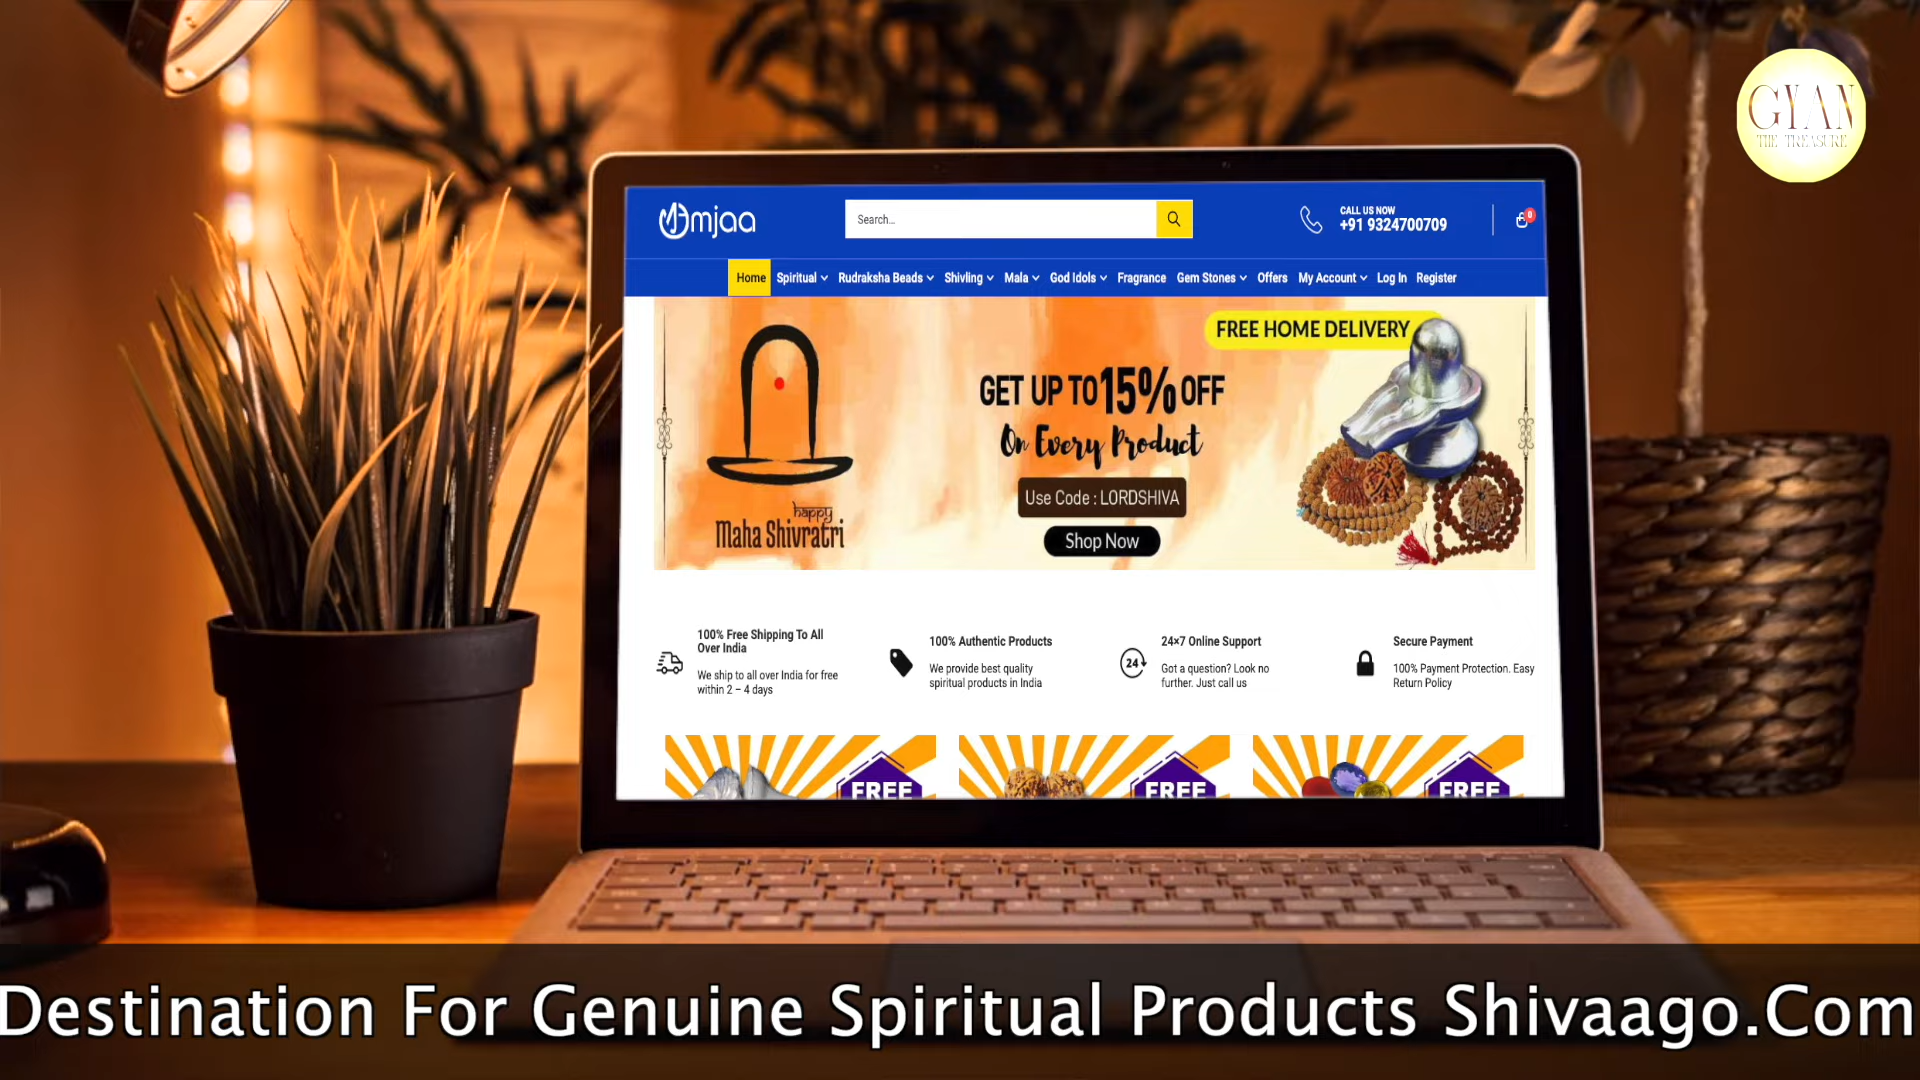 GYAN
THE TREASURE
Omjaa
Search...
CALL US NOW
+91 9324700709
0
Home Spiritual Rudraksha Beads Shivling Mala God Idols Fragrance Gem Stones Offers My Account Log In Register
FREE HOME DELIVERY
GET UP TO 15% OFF
On Every Product
Use Code : LORDSHIVA
Shop Now
happy
Maha Shivratri
100% Free Shipping To All
Over India
We ship to all over India for free
within 2 – 4 days
100% Authentic Products
We provide best quality
spiritual products in India
24
24×7 Online Support
Got a question? Look no
further. Just call us
Secure Payment
100% Payment Protection. Easy
Return Policy
FREE
FREE
FREE
Destination For Genuine Spiritual Products Shivaago.Com